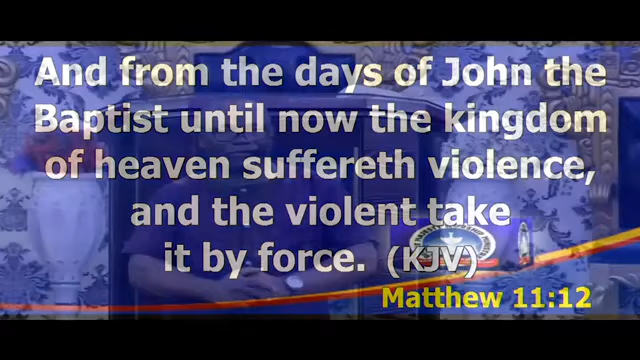 And from the days of John the
Baptist until now the kingdom
of heaven suffereth violence,
and the violent take
it by force. (KJV)
Matthew 11:12